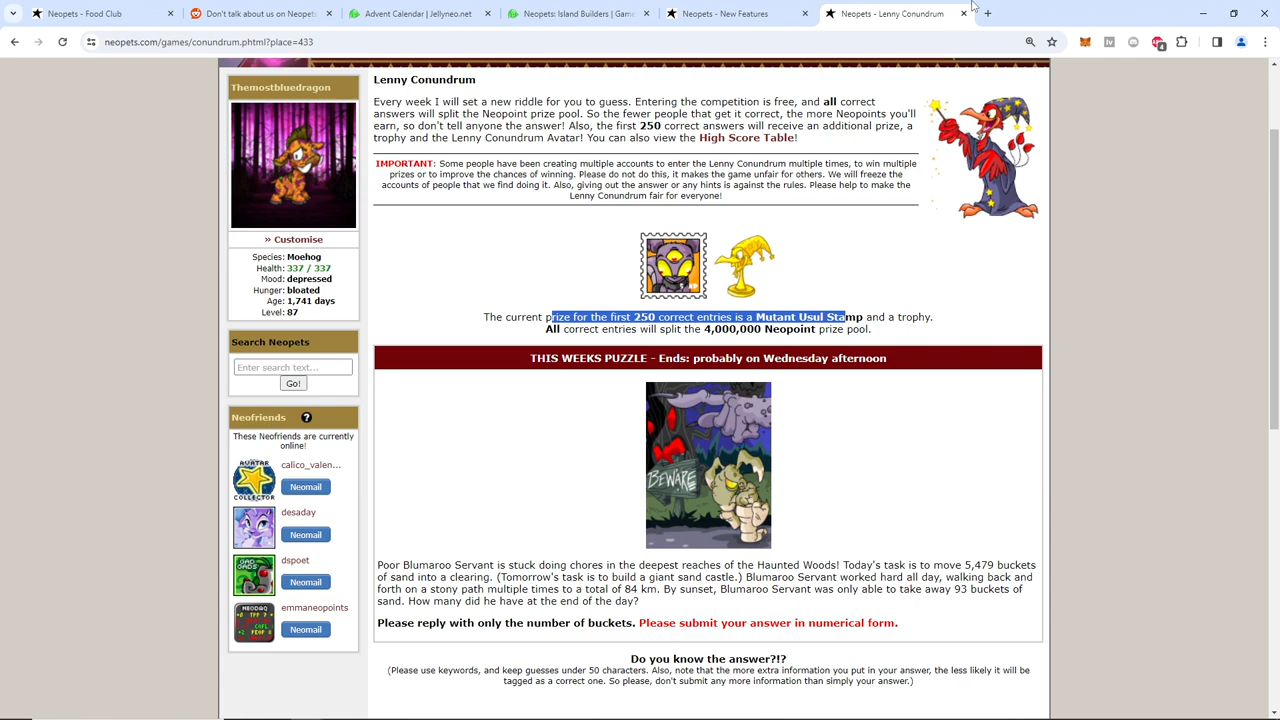 Neopets - Food Club
Don't talk about us on Neopets
Advent Calendar | Jellyneo.net
Neopets: Island Builders | Gam
Neopets - New Features
Neopets - Lenny Conundrum
neopets.com/games/conundrum.phtml?place=433
Themostbluedragon
» Customise
Species: Moehog
Health: 337 / 337
Mood: depressed
Hunger: bloated
Age: 1,741 days
Level: 87
Search Neopets
Enter search text...
Go!
Neofriends ?
These Neofriends are currently
online!
calico_valen...
Neomail
desaday
Neomail
dspoet
Neomail
emmaneopoints
Neomail
Lenny Conundrum
Every week I will set a new riddle for you to guess. Entering the competition is free, and all correct
answers will split the Neopoint prize pool. So the fewer people that get it correct, the more Neopoints you'll
earn, so don't tell anyone the answer! Also, the first 250 correct answers will receive an additional prize, a
trophy and the Lenny Conundrum Avatar! You can also view the High Score Table!
IMPORTANT: Some people have been creating multiple accounts to enter the Lenny Conundrum multiple times, to win multiple
prizes or to improve the chances of winning. Please do not do this, it makes the game unfair for others. We will freeze the
accounts of people that we find doing it. Also, giving out the answer or any hints is against the rules. Please help to make the
Lenny Conundrum fair for everyone!
The current prize for the first 250 correct entries is a Mutant Usul Stamp and a trophy.
All correct entries will split the 4,000,000 Neopoint prize pool.
THIS WEEKS PUZZLE - Ends: probably on Wednesday afternoon
BEWARE
Poor Blumaroo Servant is stuck doing chores in the deepest reaches of the Haunted Woods! Today's task is to move 5,479 buckets
of sand into a clearing. (Tomorrow's task is to build a giant sand castle.) Blumaroo Servant worked hard all day, walking back and
forth on a stony path multiple times to a total of 84 km. By sunset, Blumaroo Servant was only able to take away 93 buckets of
sand. How many did he have at the end of the day?
Please reply with only the number of buckets. Please submit your answer in numerical form.
Do you know the answer?!?
(Please use keywords, and keep guesses under 50 characters. Also, note that the more extra information you put in your answer, the less likely it will be
tagged as a correct one. So please, don't submit any more information than simply your answer.)